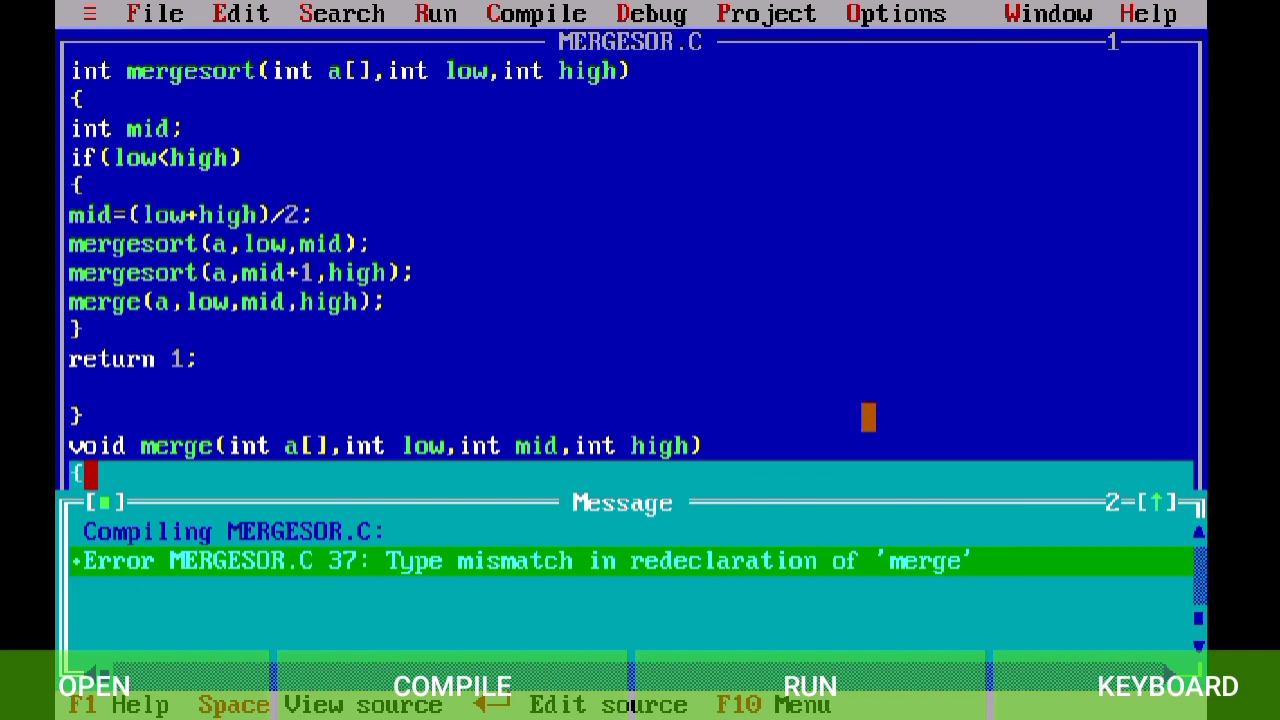 ≡ File Edit Search Run Compile Debug Project Options Window Help
MERGESOR.C 1
int mergesort(int a[],int low,int high)
{
int mid;
if(low<high)
{
mid=(low+high)/2;
mergesort(a,low,mid);
mergesort(a,mid+1,high);
merge(a,low,mid,high);
}
return 1;
}
void merge(int a[],int low,int mid,int high)
{
[■] Message 2=[↑]
Compiling MERGESOR.C:
•Error MERGESOR.C 37: Type mismatch in redeclaration of 'merge'
OPEN COMPILE RUN KEYBOARD
F1 Help Space View source ◄─┘ Edit source F10 Menu